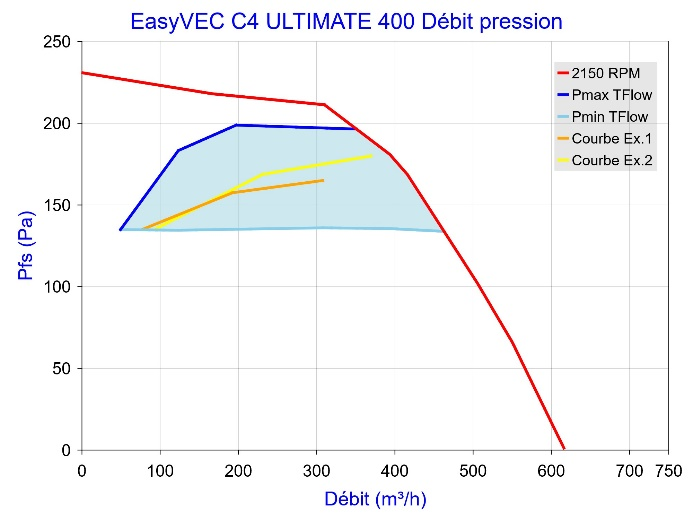 EasyVEC C4 ULTIMATE 400 Débit pression
250
200
150
100
50
0
Pfs (Pa)
2150 RPM
Pmax TFlow
Pmin TFlow
Courbe Ex.1
Courbe Ex.2
0 100 200 300 400 500 600 700 750
Débit (m³/h)